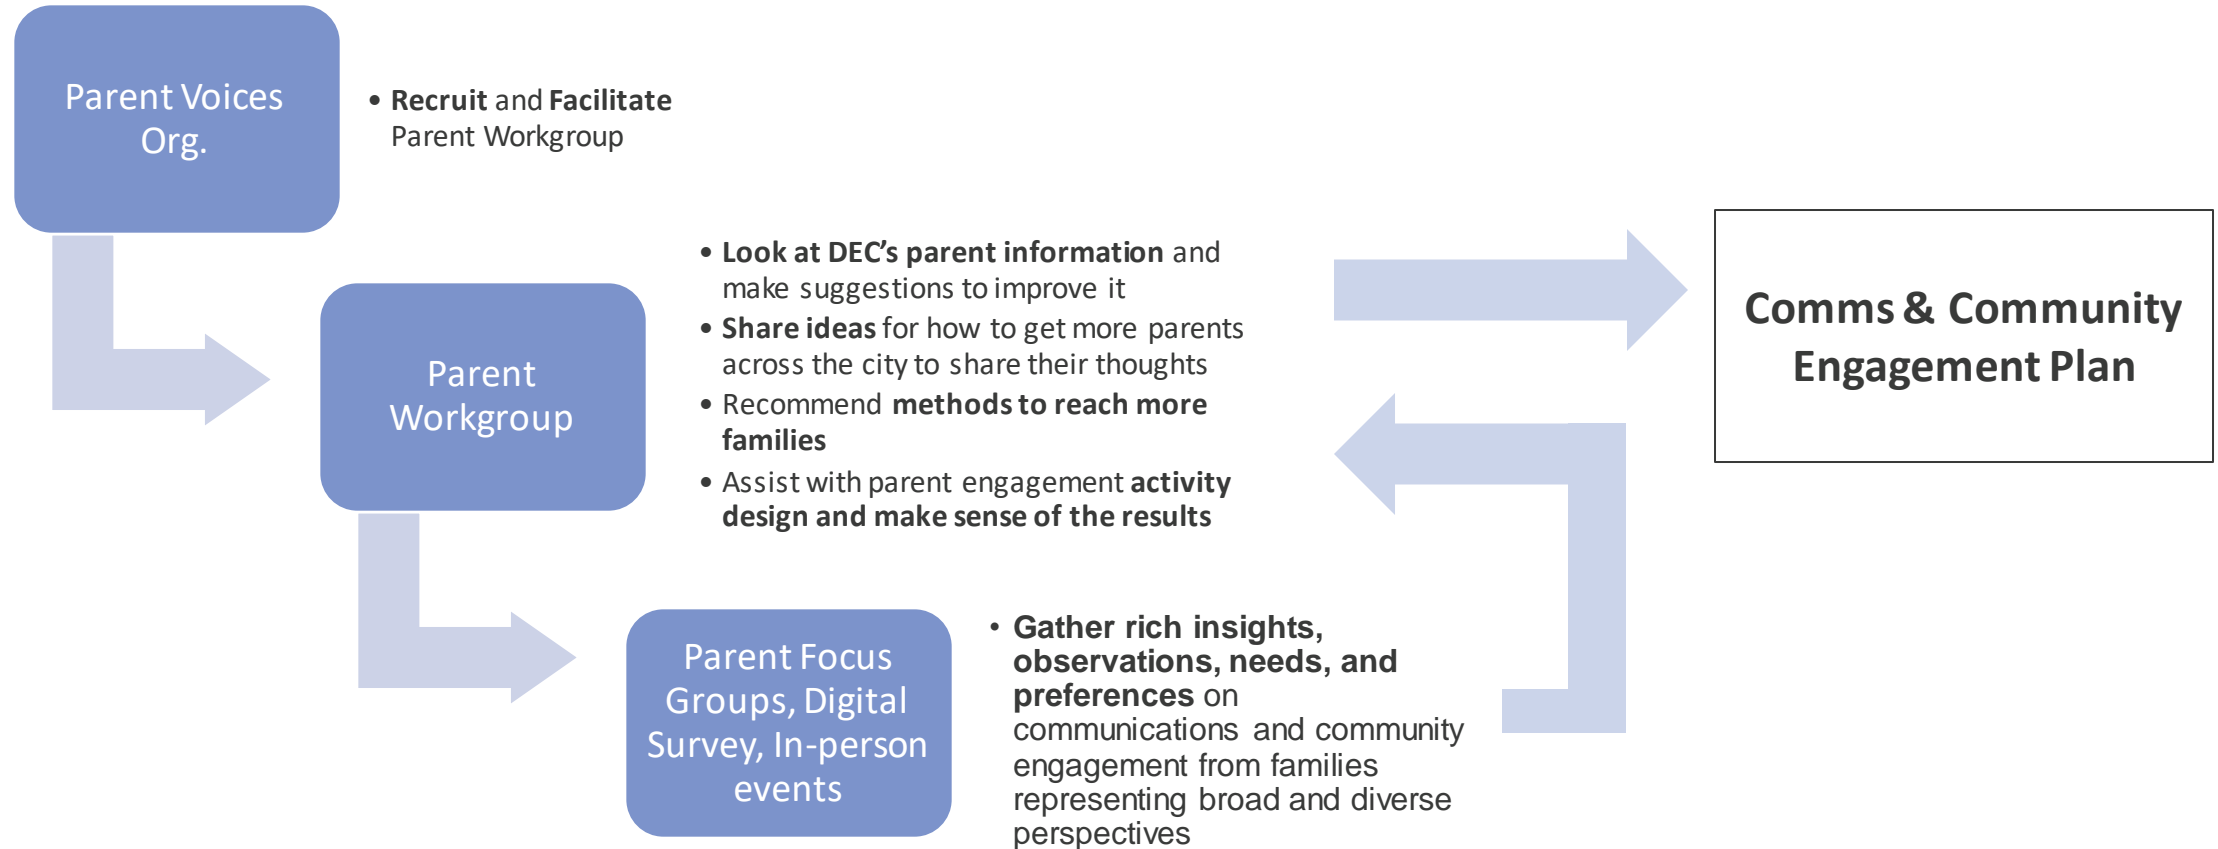 Parent Voices
Org.
• Recruit and Facilitate
Parent Workgroup
Parent
Workgroup
• Look at DEC’s parent information and
make suggestions to improve it
• Share ideas for how to get more parents
across the city to share their thoughts
• Recommend methods to reach more
families
• Assist with parent engagement activity
design and make sense of the results
Comms & Community
Engagement Plan
Parent Focus
Groups, Digital
Survey, In-person
events
• Gather rich insights,
observations, needs, and
preferences on
communications and community
engagement from families
representing broad and diverse
perspectives